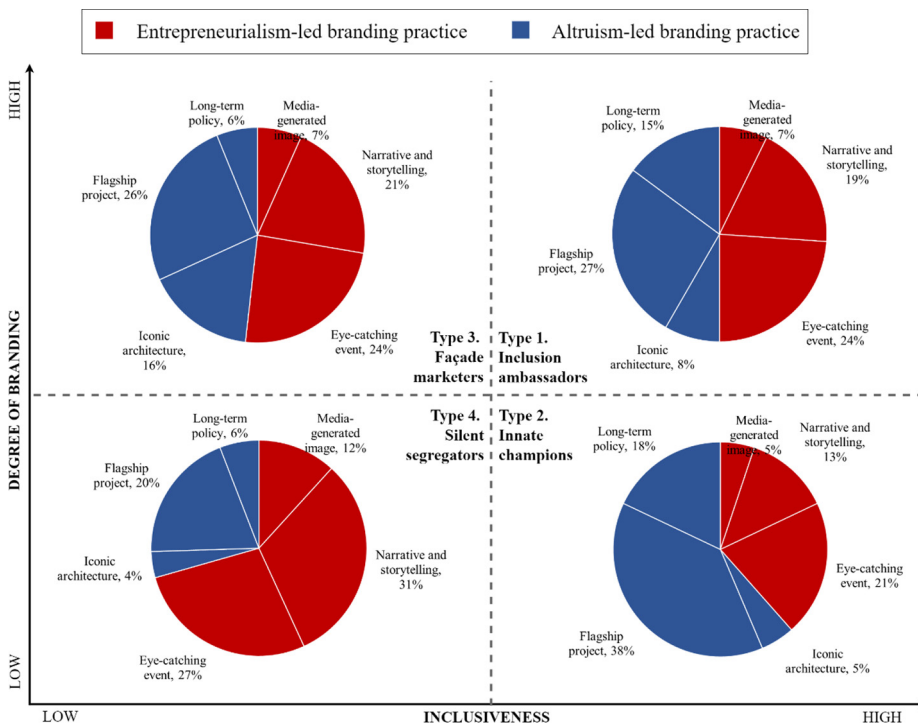 Entrepreneurialism-led branding practice
Altruism-led branding practice
HIGH
DEGREE OF BRANDING
LOW
Long-term
policy, 6%
Media-
generated
image, 7%
Narrative and
storytelling,
21%
Flagship
project, 26%
Iconic
architecture,
16%
Eye-catching
event, 24%
Type 3.
Façade
marketers
Long-term
policy, 15%
Media-
generated
image, 7%
Narrative and
storytelling,
19%
Flagship
project, 27%
Iconic
architecture, 8%
Eye-catching
event, 24%
Type 1.
Inclusion
ambassadors
Type 4.
Silent
segregators
Long-term
policy, 6%
Media-
generated
image, 12%
Flagship
project, 20%
Iconic
architecture, 4%
Narrative and
storytelling,
31%
Eye-catching
event, 27%
Type 2.
Innate
champions
Long-term
policy, 18%
Media-
generated
image, 5%
Narrative and
storytelling,
13%
Eye-catching
event, 21%
Flagship
project, 38%
Iconic
architecture, 5%
LOW
INCLUSIVENESS
HIGH